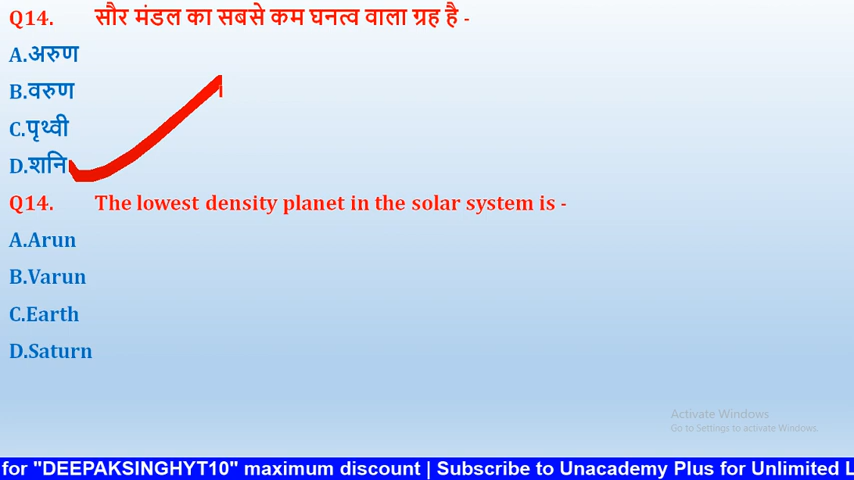 Q14. सौर मंडल का सबसे कम घनत्व वाला ग्रह है -
A.अरुण
B.वरुण
C.पृथ्वी
D.शनि
Q14. The lowest density planet in the solar system is -
A.Arun
B.Varun
C.Earth
D.Saturn
Activate Windows
Go to Settings to activate Windows.
for "DEEPAKSINGHYT10" maximum discount | Subscribe to Unacademy Plus for Unlimited L